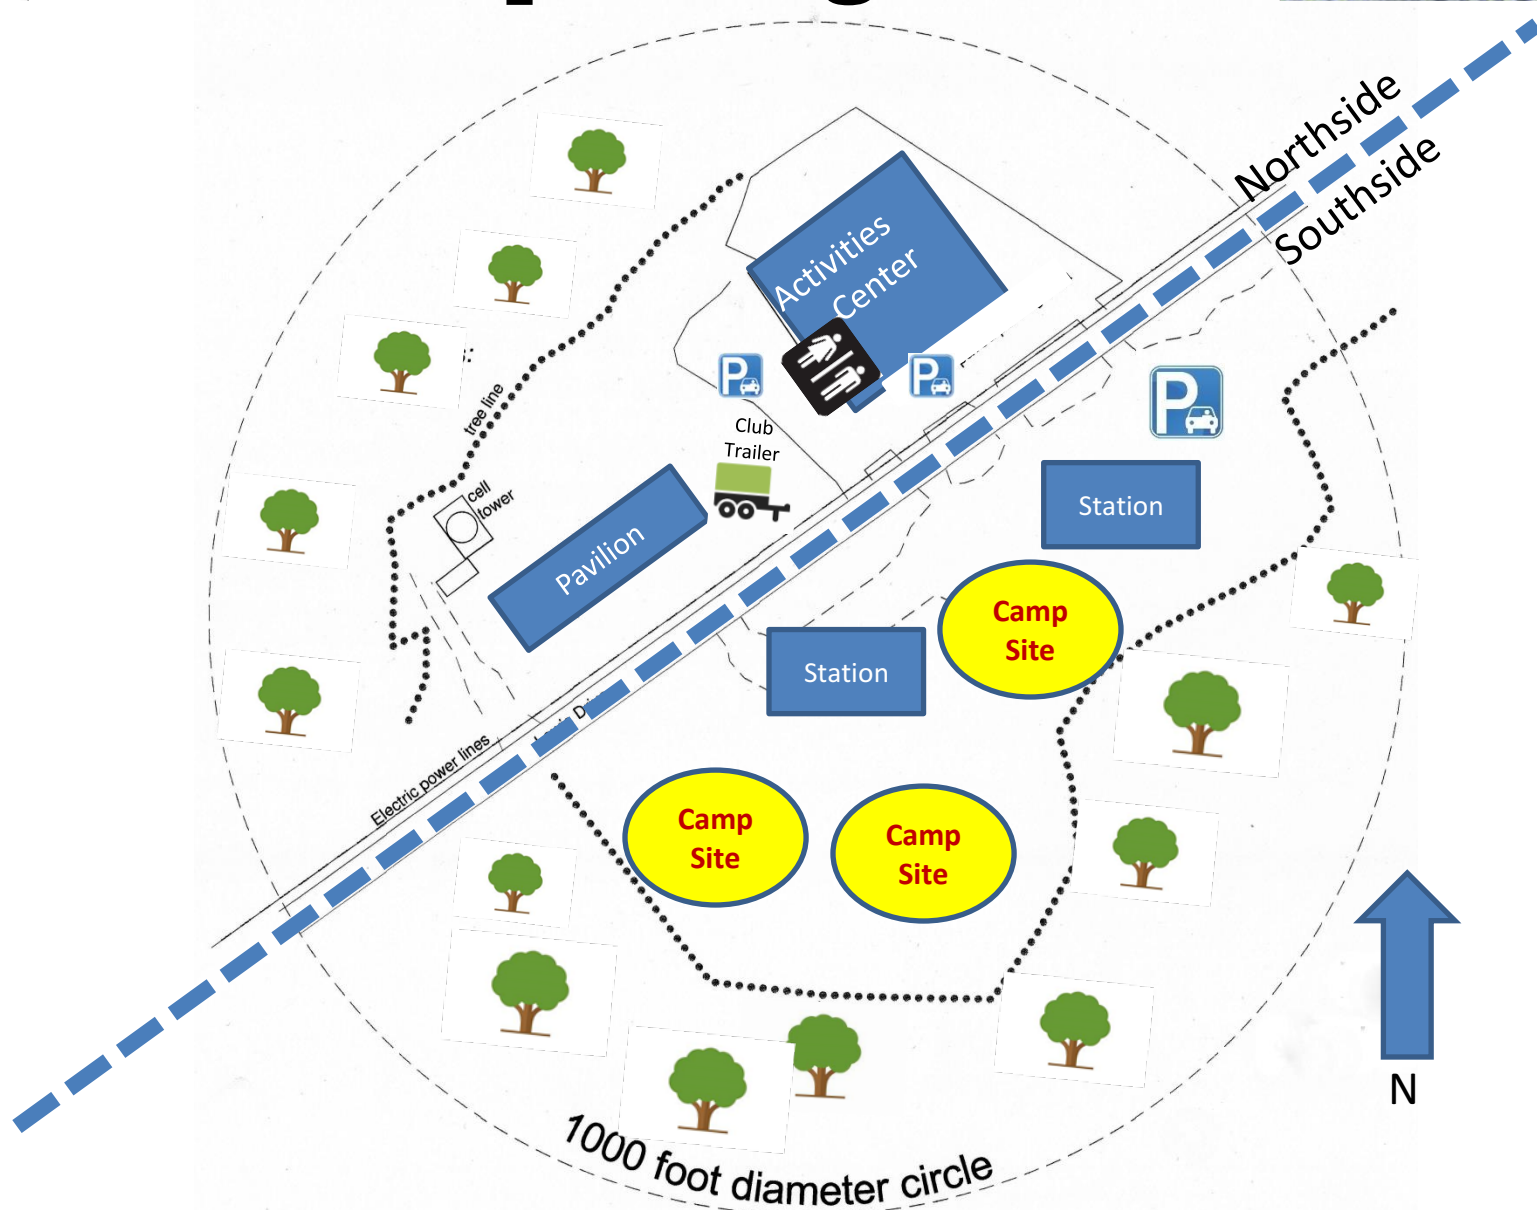 Northside
Southside
Activities
Center
P
P
P
Club
Trailer
tree line
cell
tower
Pavilion
Station
Camp
Site
Station
Electric power lines
Camp
Site
Camp
Site
N
1000 foot diameter circle